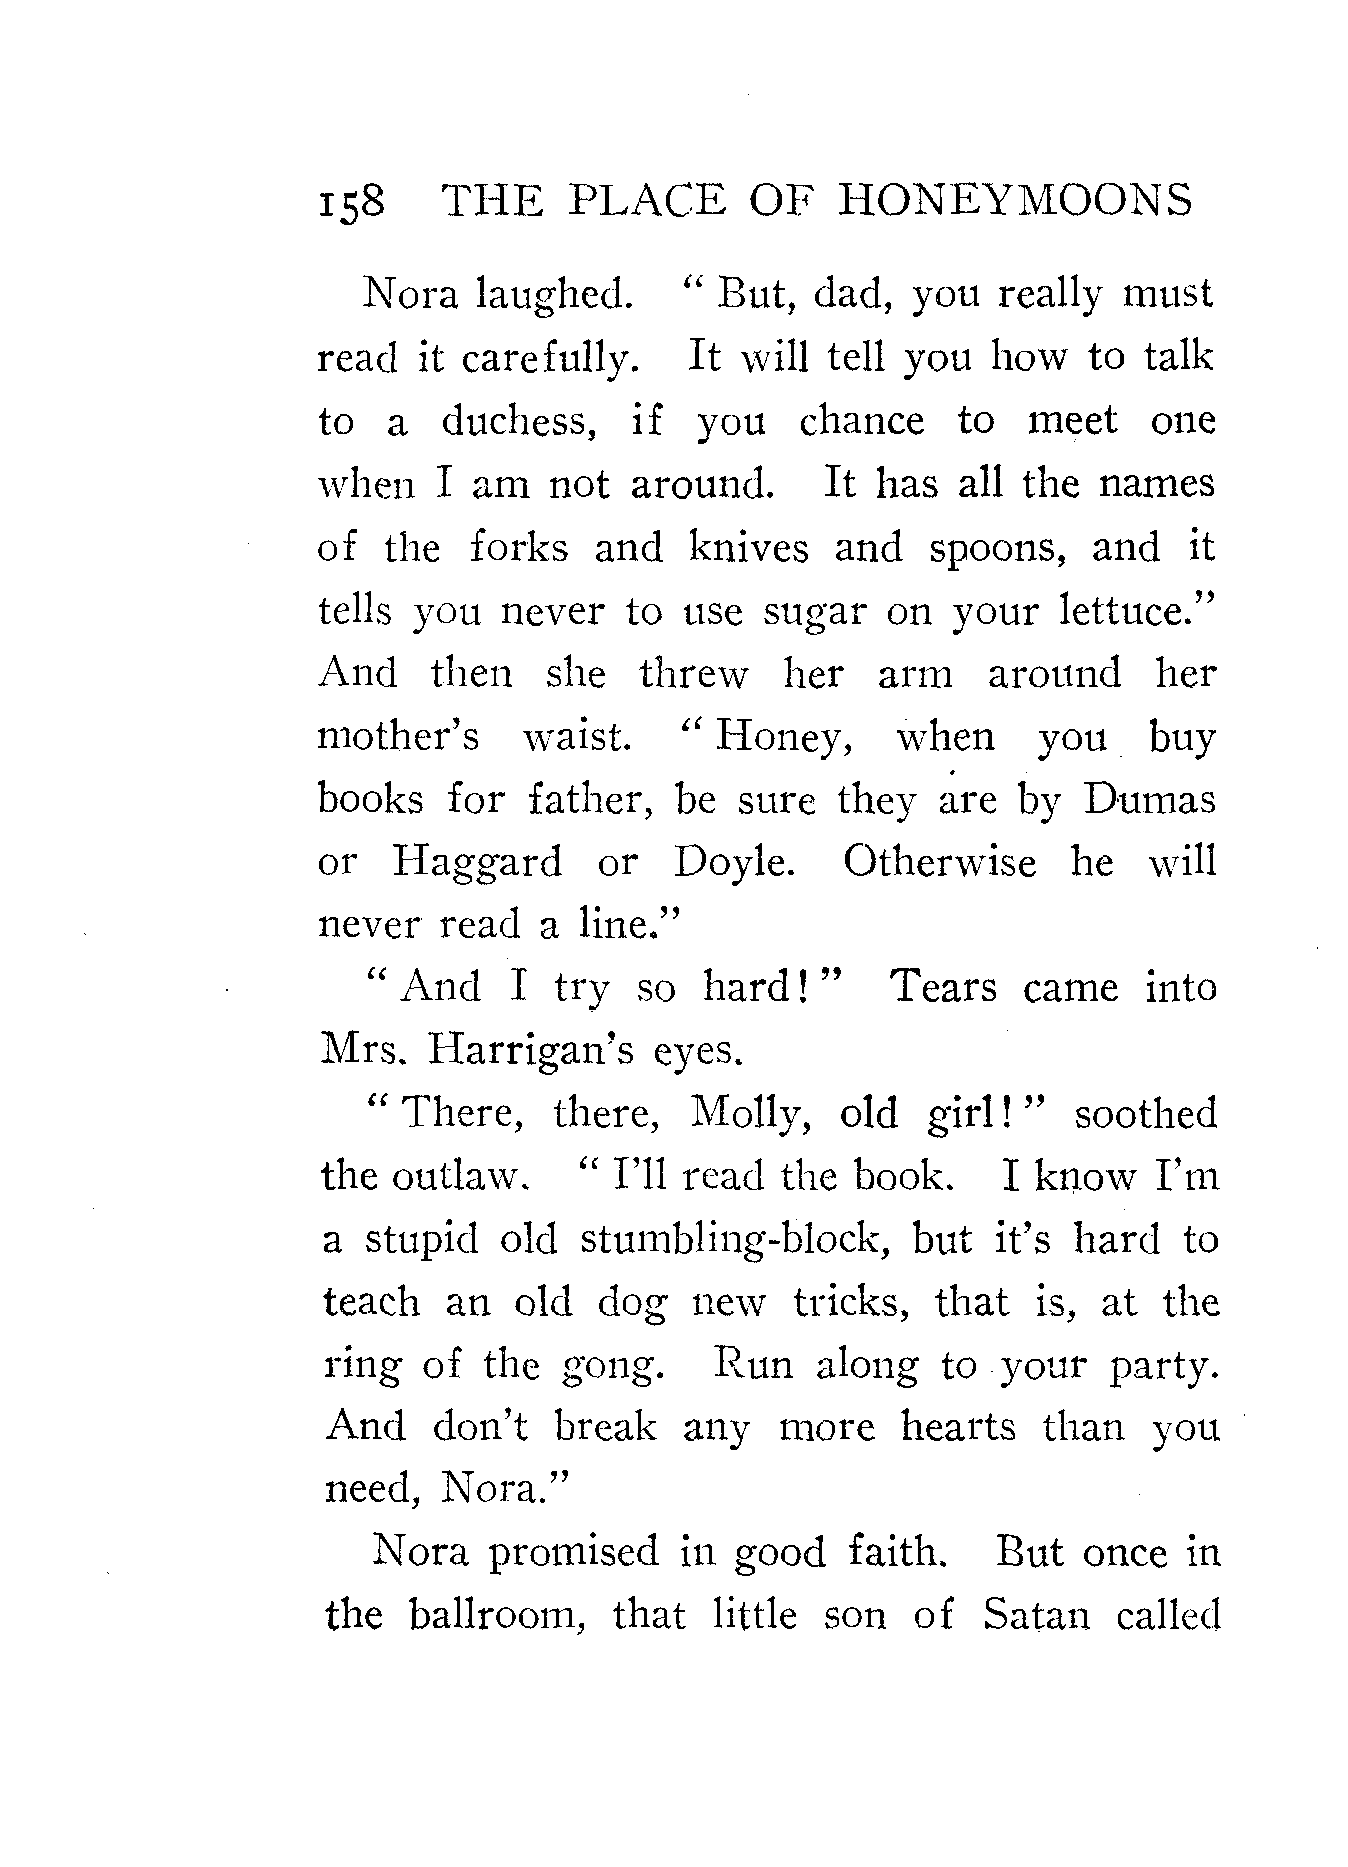 158 THE PLACE OF HONEYMOONS
Nora laughed. " But, dad, you really must
read it carefully. It will tell you how to talk
to a duchess, if you chance to meet one
when I am not around. It has all the names
of the forks and knives and spoons, and it
tells you never to use sugar on your lettuce."
And then she threw her arm around her
mother's waist. " Honey, when you buy
books for father, be sure they are by Dumas
or Haggard or Doyle. Otherwise he will
never read a line."
" And I try so hard! " Tears came into
Mrs. Harrigan's eyes.
" There, there, Molly, old girl! " soothed
the outlaw. " I'll read the book. I know I'm
a stupid old stumbling-block, but it's hard to
teach an old dog new tricks, that is, at the
ring of the gong. Run along to your party.
And don't break any more hearts than you
need, Nora."
Nora promised in good faith. But once in
the ballroom, that little son of Satan called